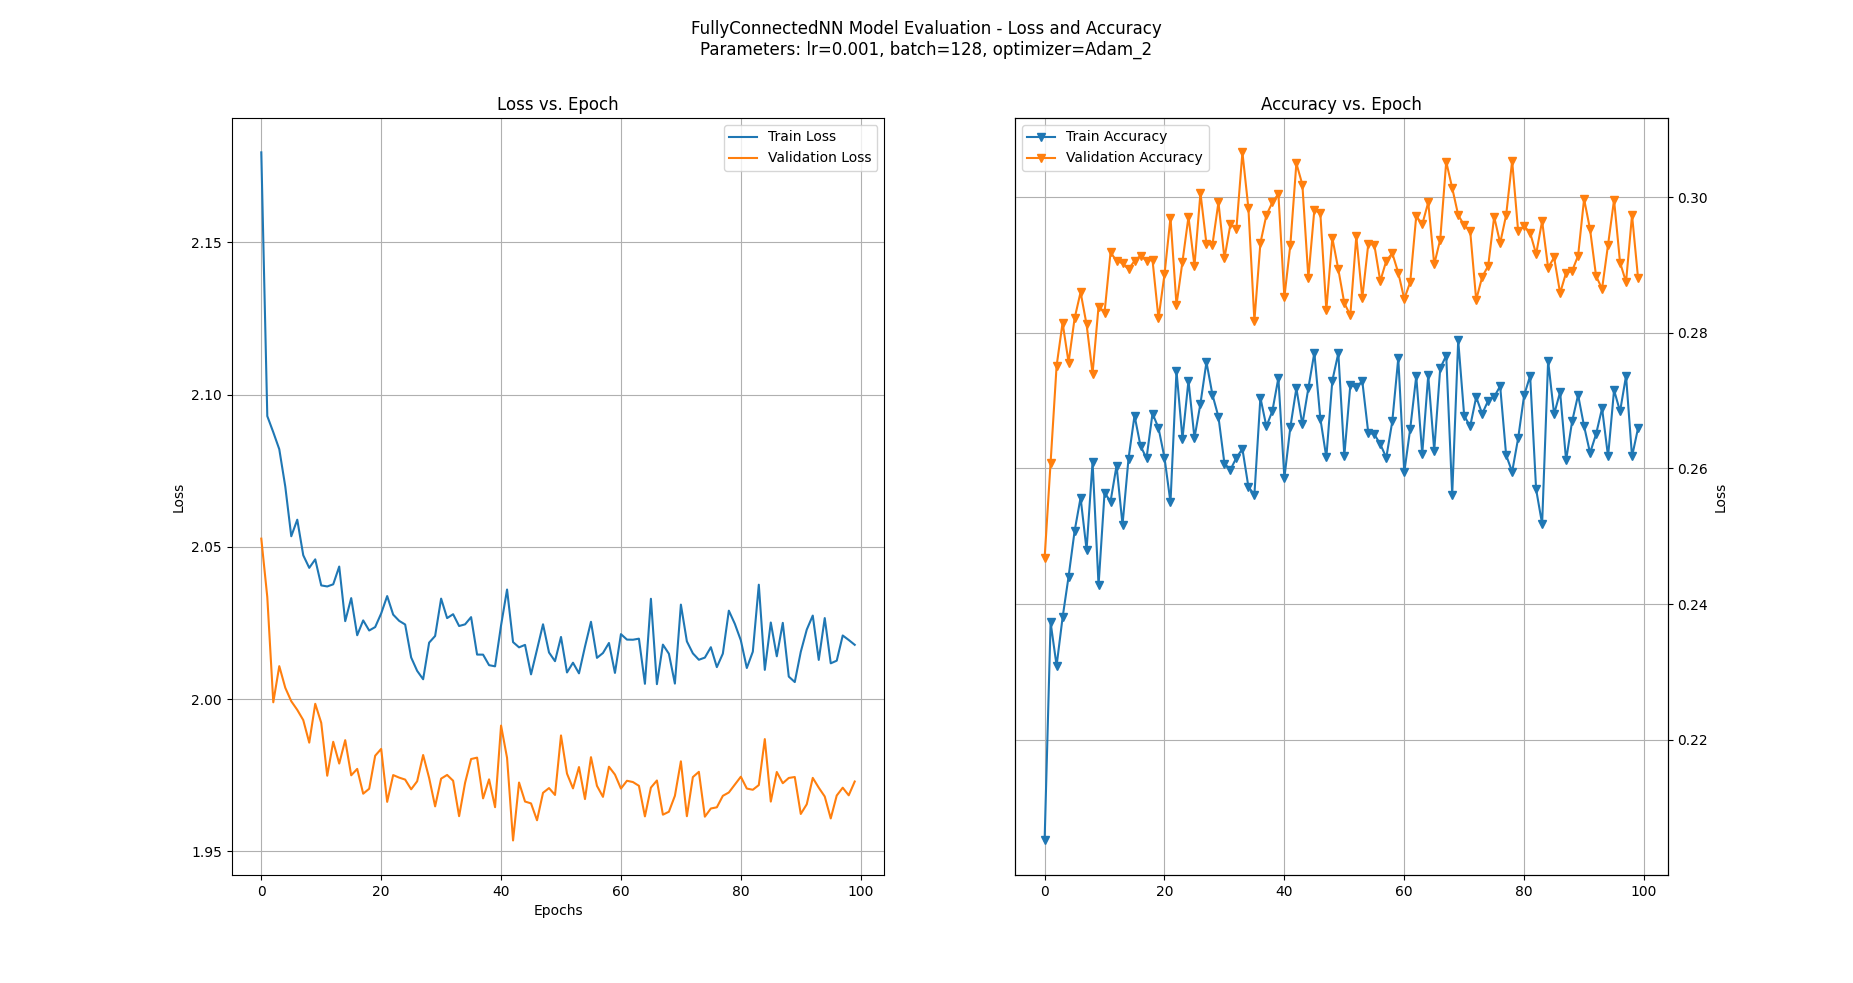 FullyConnectedNN Model Evaluation - Loss and Accuracy
Parameters: lr=0.001, batch=128, optimizer=Adam_2
Loss vs. Epoch
Train Loss
Validation Loss
2.15
2.10
2.05
2.00
1.95
Loss
0 20 40 60 80 100
Epochs
Accuracy vs. Epoch
Train Accuracy
Validation Accuracy
0.30
0.28
0.26
0.24
0.22
Loss
0 20 40 60 80 100